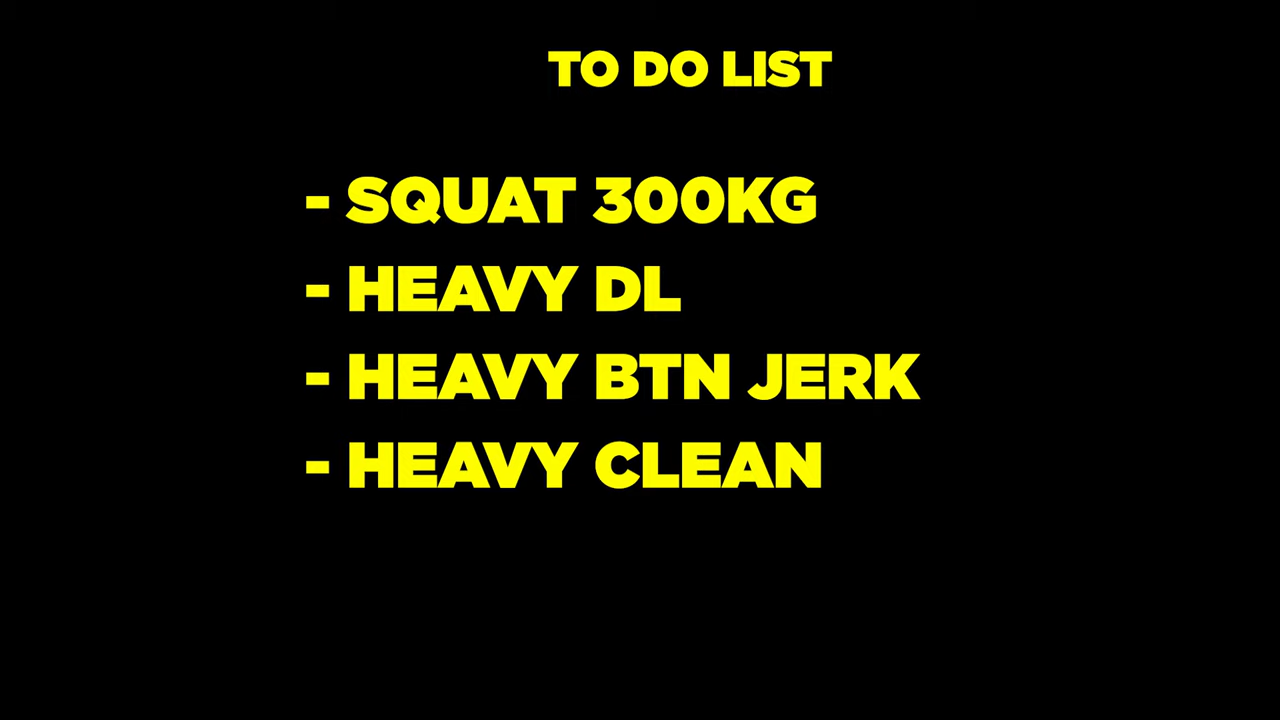 TO DO LIST
- SQUAT 300KG
- HEAVY DL
- HEAVY BTN JERK
- HEAVY CLEAN